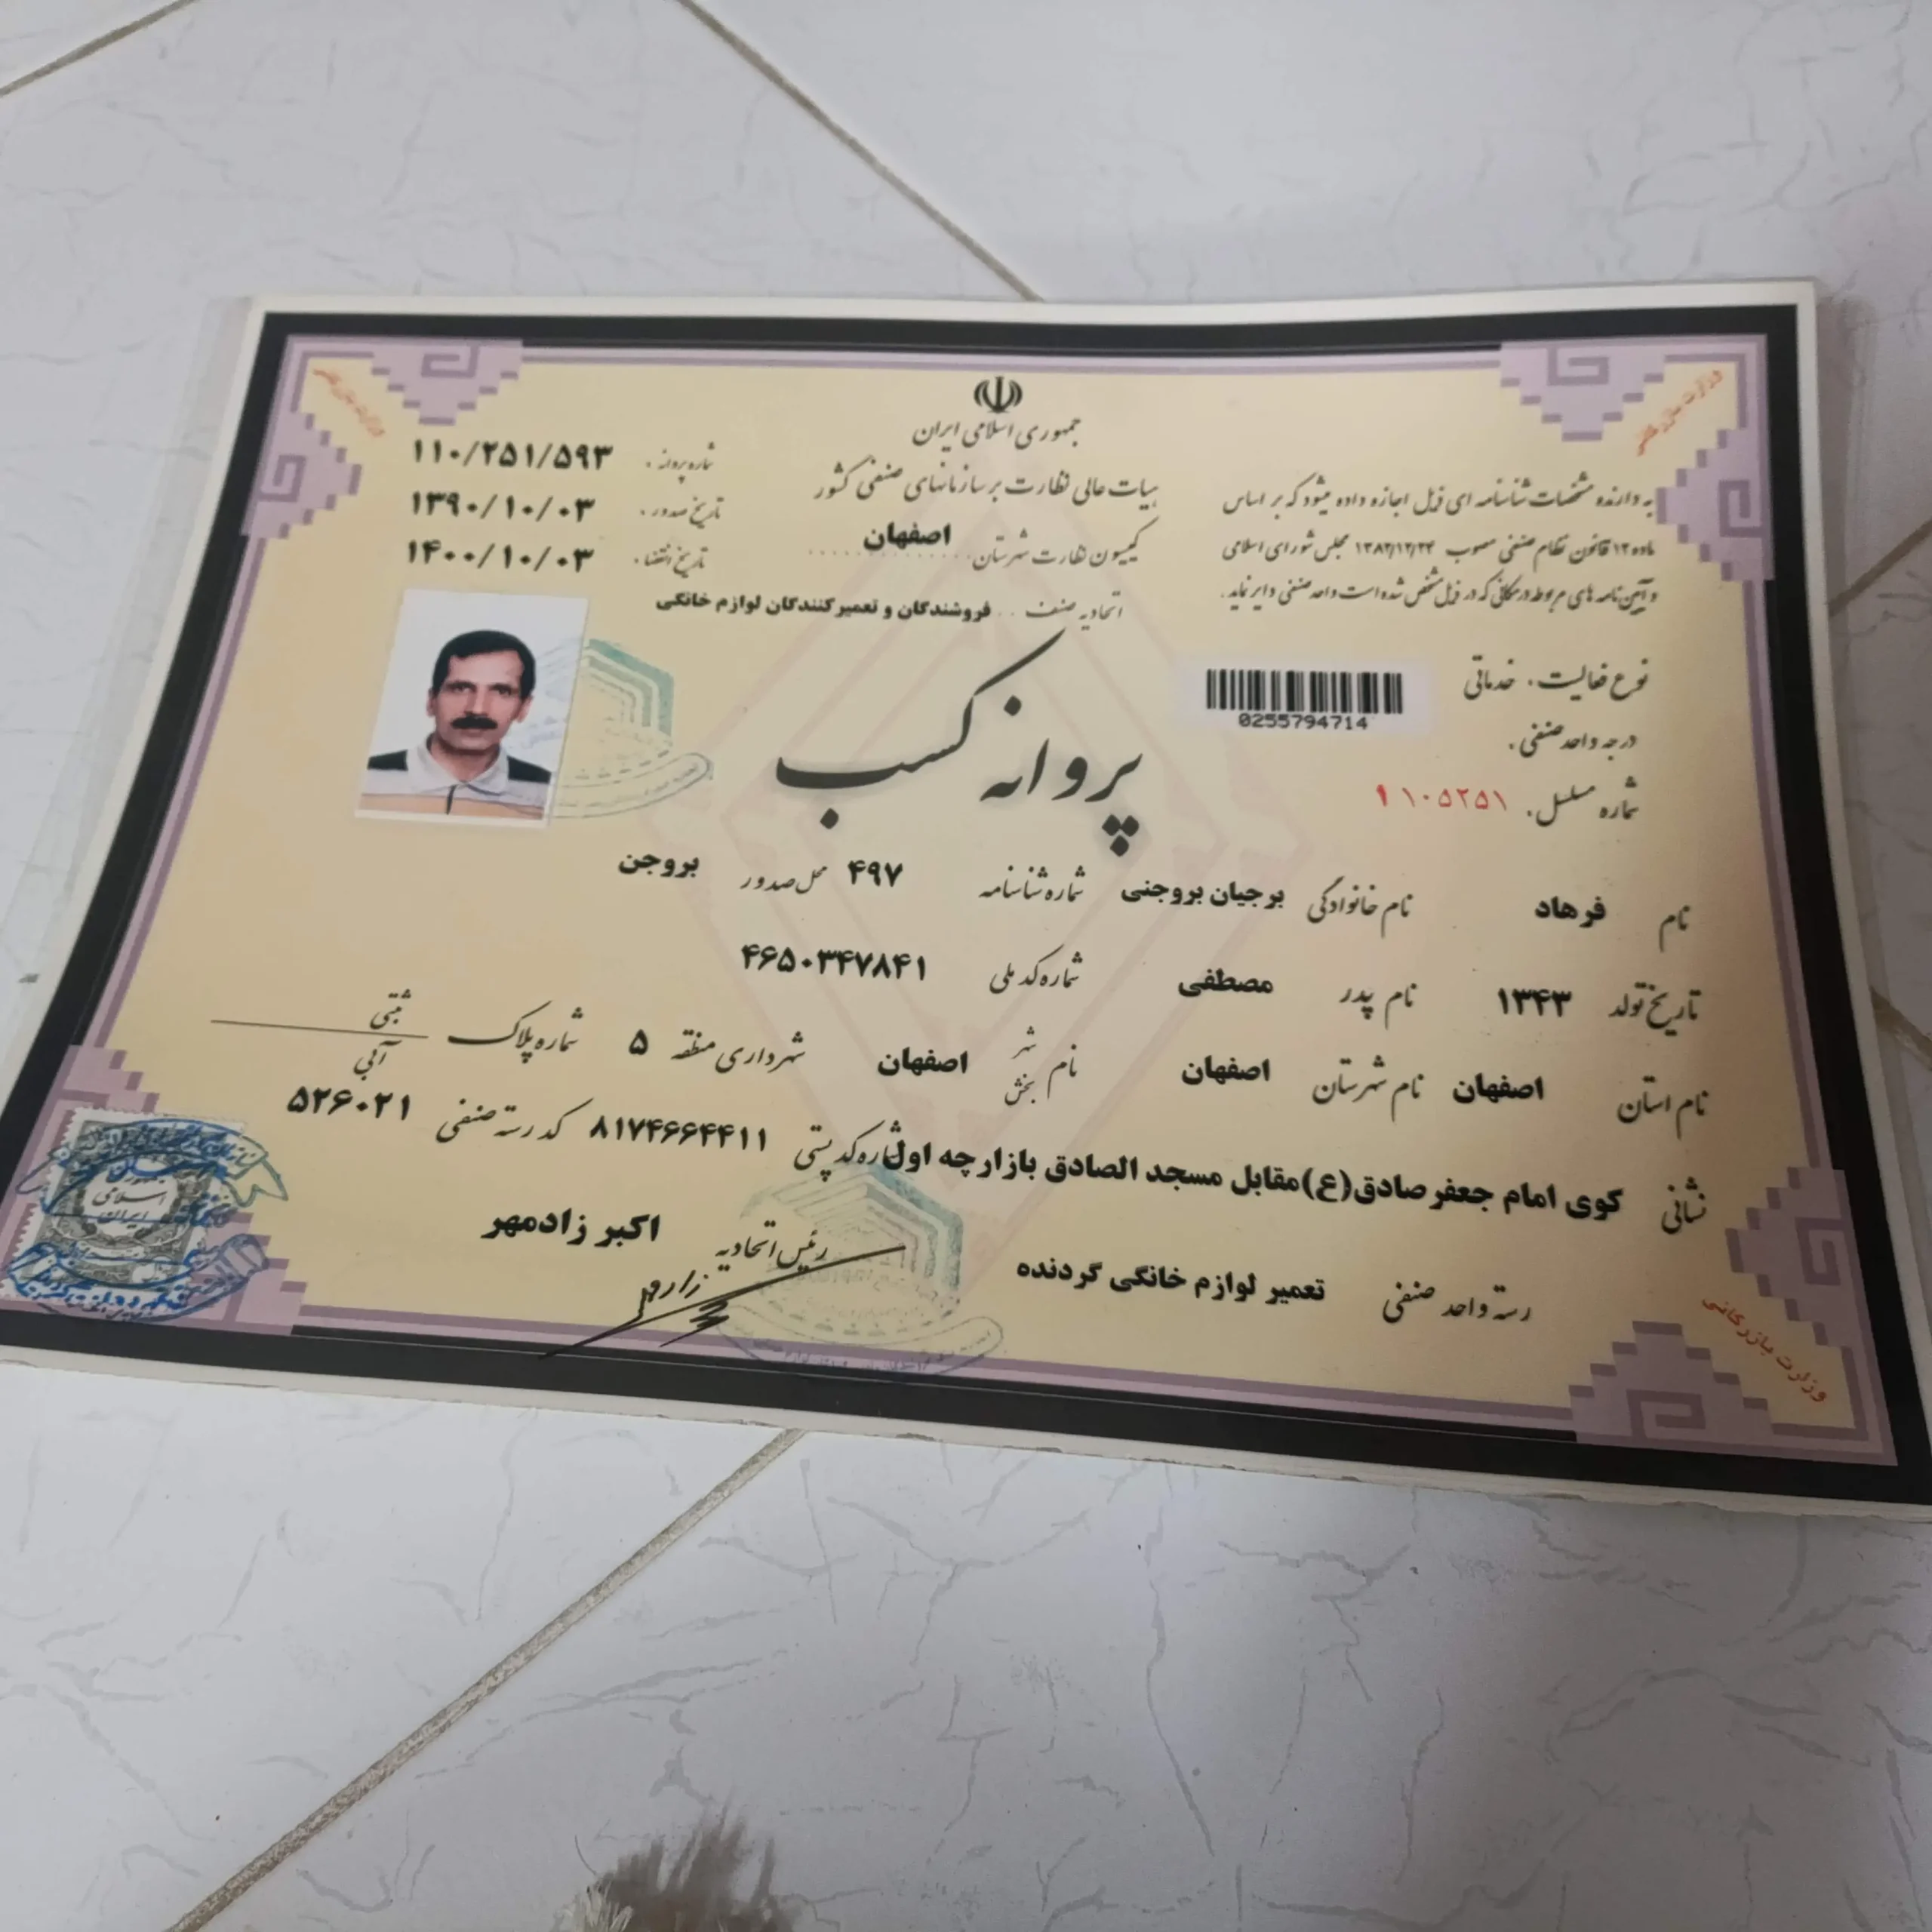 جمهوری اسلامی ایران
هیات عالی نظارت بر سازمانهای صنفی کشور
کمیسیون نظارت شهرستان اصفهان
اتحادیه صنف فروشندگان و تعمیرکنندگان لوازم خانگی
شماره پروانه . ۱۱۰/۲۵۱/۵۹۳
تاریخ صدور . ۱۳۹۰/۱۰/۰۳
تاریخ انقضاء . ۱۴۰۰/۱۰/۰۳
به دارنده مشخصات شناسنامه ای ذیل اجازه داده میشود که بر اساس
ماده ۱۲ قانون نظام صنفی مصوب ۱۳۸۲/۱۲/۲۴ مجلس شورای اسلامی
و آیین نامه های مربوطه در مکانی که در ذیل مشخص شده است واحد صنفی دایر نماید.
نوع فعالیت . خدماتی
0255794714
درجه واحد صنفی .
شماره مسلسل . ۱۱۰۵۲۵۱
پروانه کسب
نام فرهاد نام خانوادگی برجیان بروجنی شماره شناسنامه ۴۹۷ محل صدور بروجن
تاریخ تولد ۱۳۴۳ نام پدر مصطفی شماره کد ملی ۴۶۵۰۳۴۷۸۴۱
نام استان اصفهان نام شهرستان اصفهان نام شهر بخش اصفهان شهرداری منطقه ۵ شماره پلاک ثبتی آبی
نشانی کوی امام جعفر صادق(ع)مقابل مسجد الصادق بازارچه اول شماره کد پستی ۸۱۷۴۶۶۴۴۱۱ کد رسته صنفی ۵۲۶۰۲۱
رسته واحد صنفی تعمیر لوازم خانگی گردنده رئیس اتحادیه اکبر زادمهر
وزارت بازرگانی